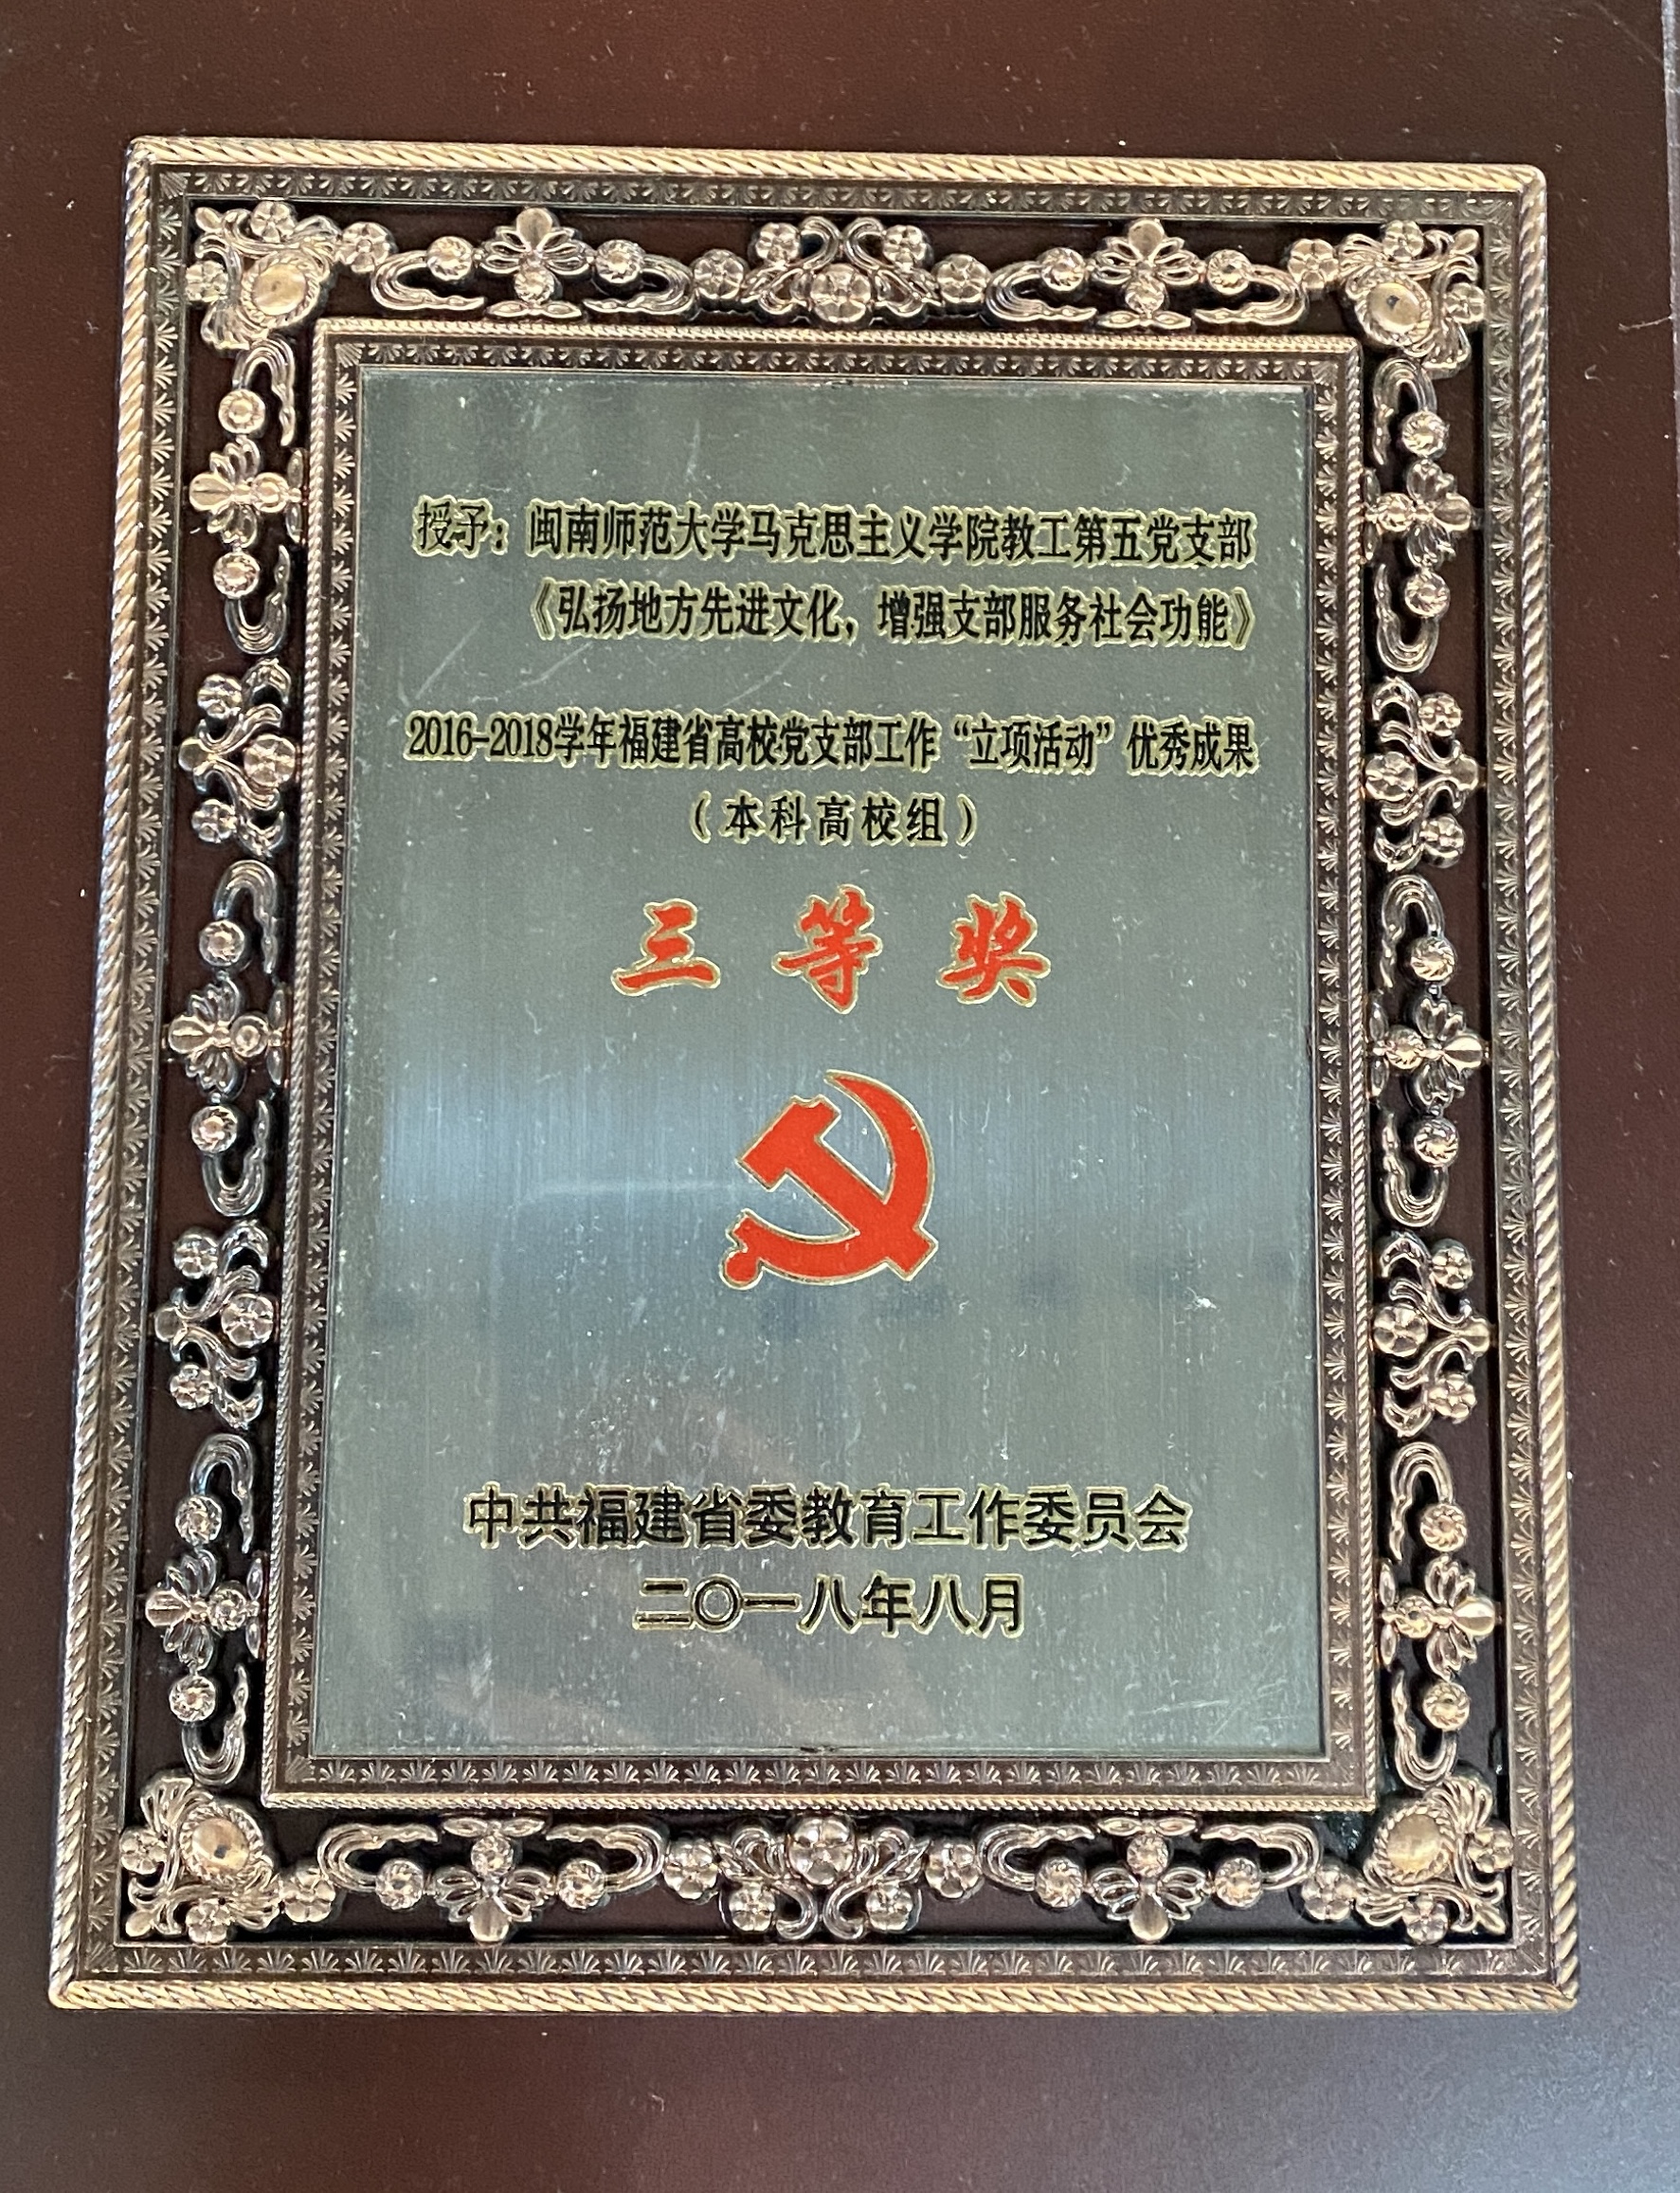 授予：闽南师范大学马克思主义学院教工第五党支部
《弘扬地方先进文化，增强支部服务社会功能》
2016-2018学年福建省高校党支部工作“立项活动”优秀成果
（本科高校组）
三等奖
中共福建省委教育工作委员会
二〇一八年八月